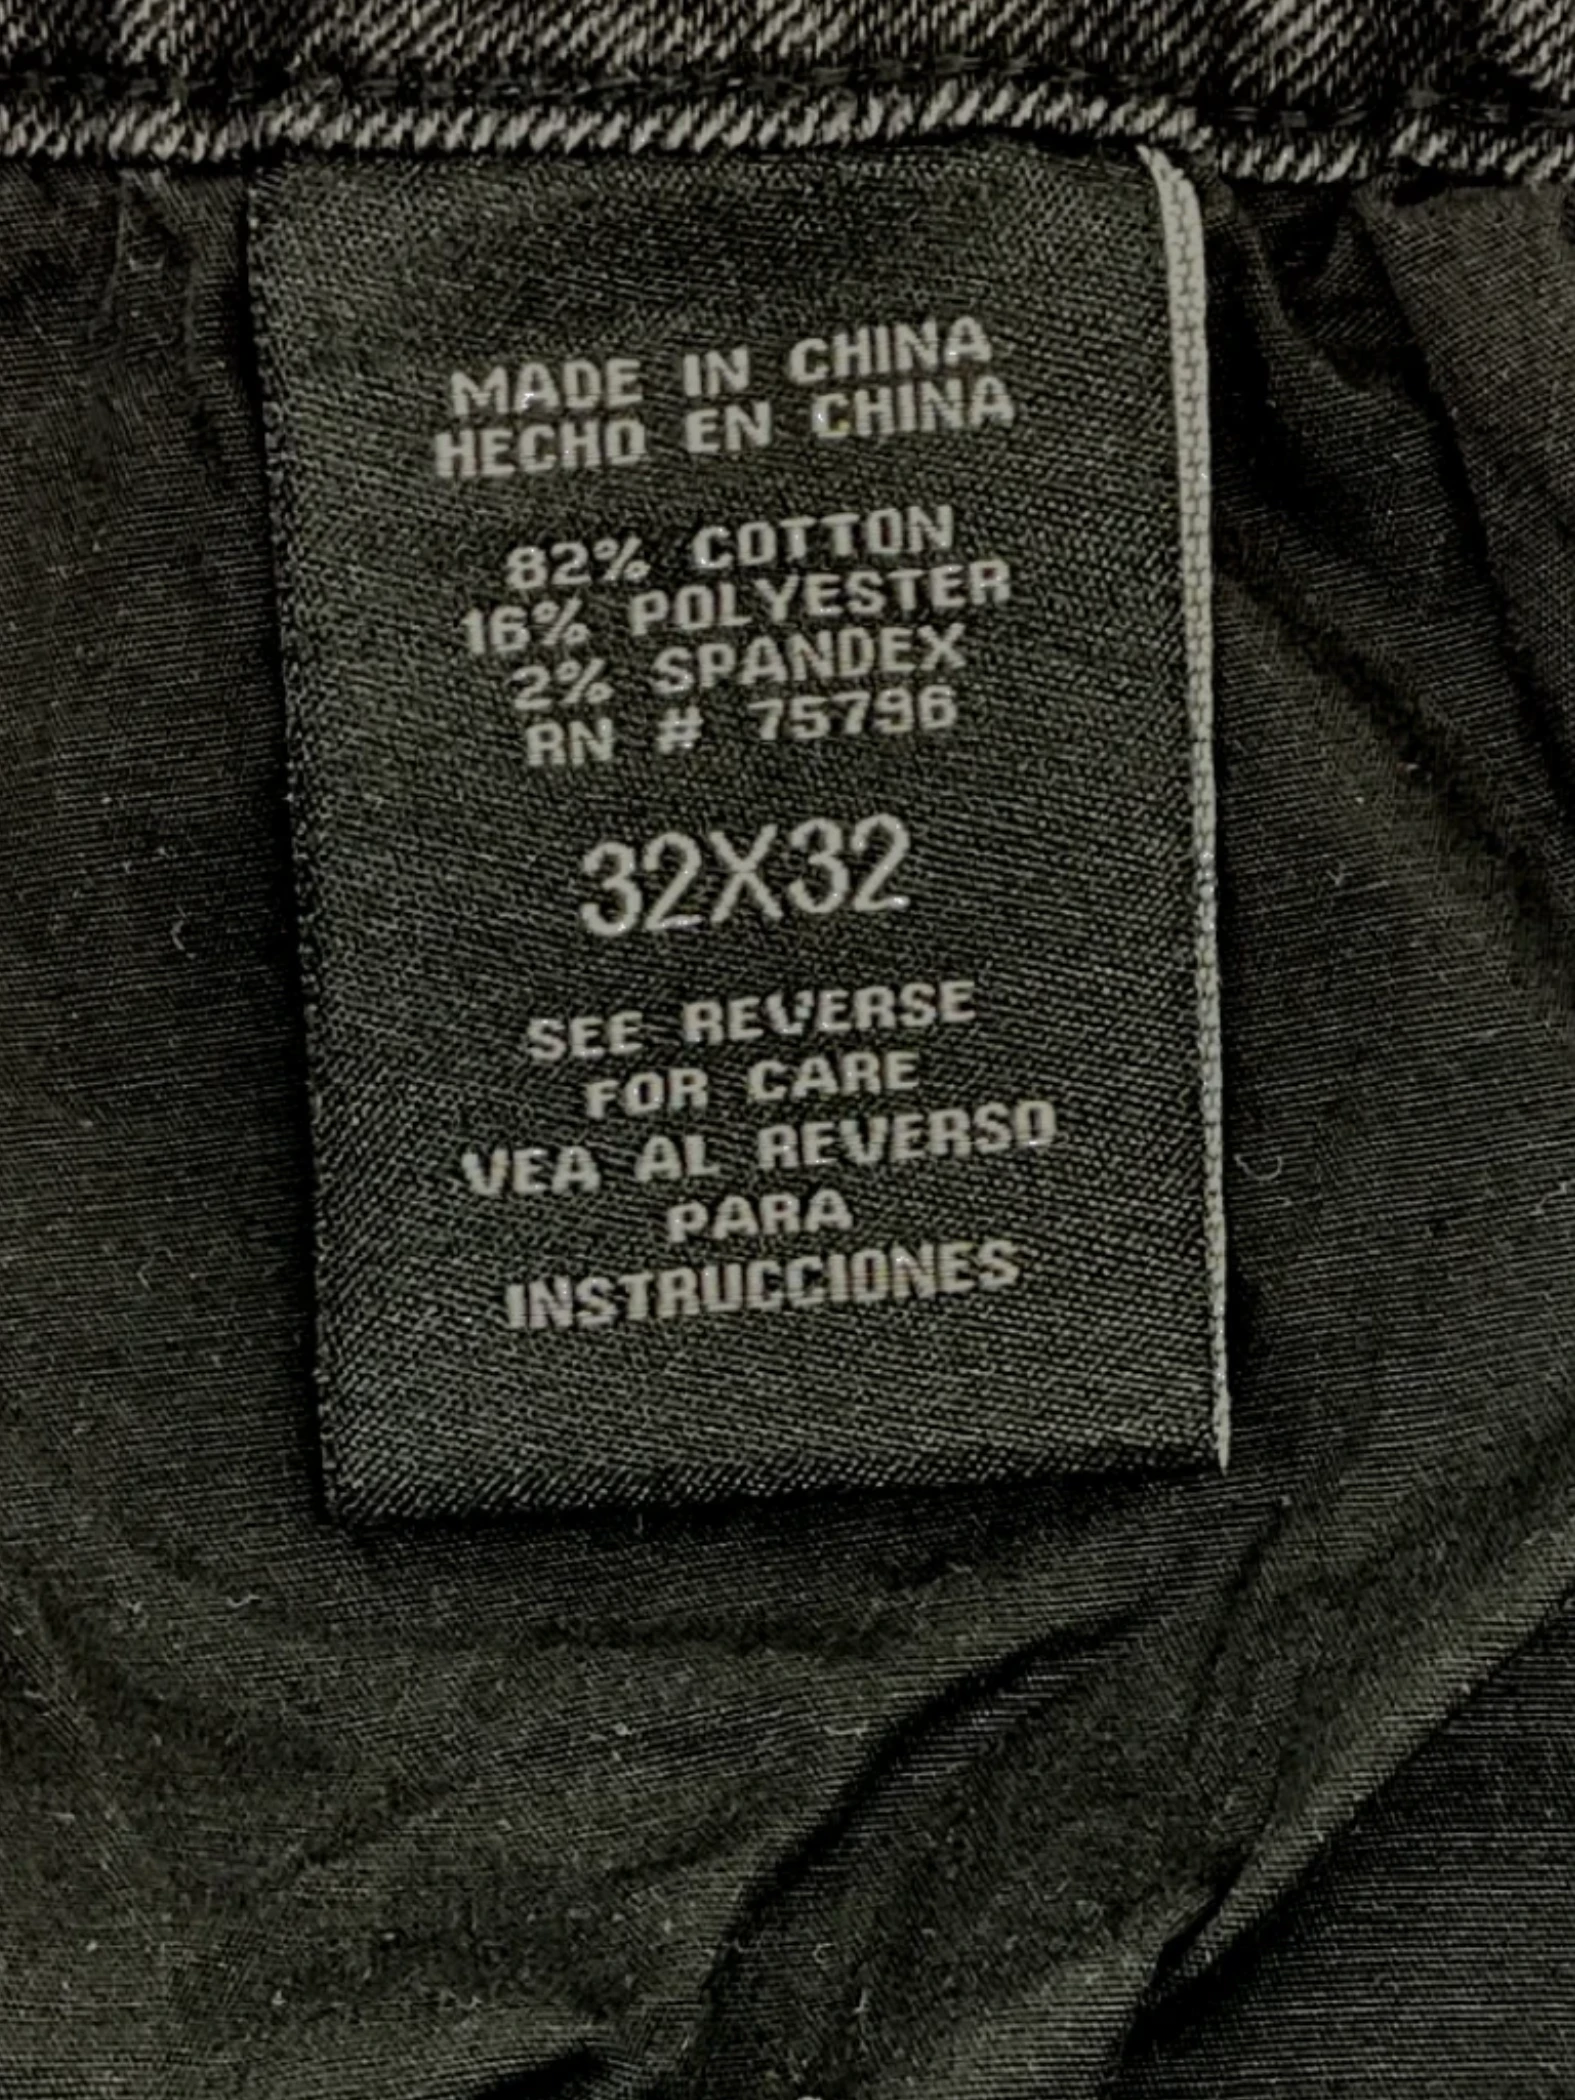 MADE IN CHINA
HECHO EN CHINA
82% COTTON
16% POLYESTER
2% SPANDEX
RN # 75796
32X32
SEE REVERSE
FOR CARE
VEA AL REVERSO
PARA
INSTRUCCIONES